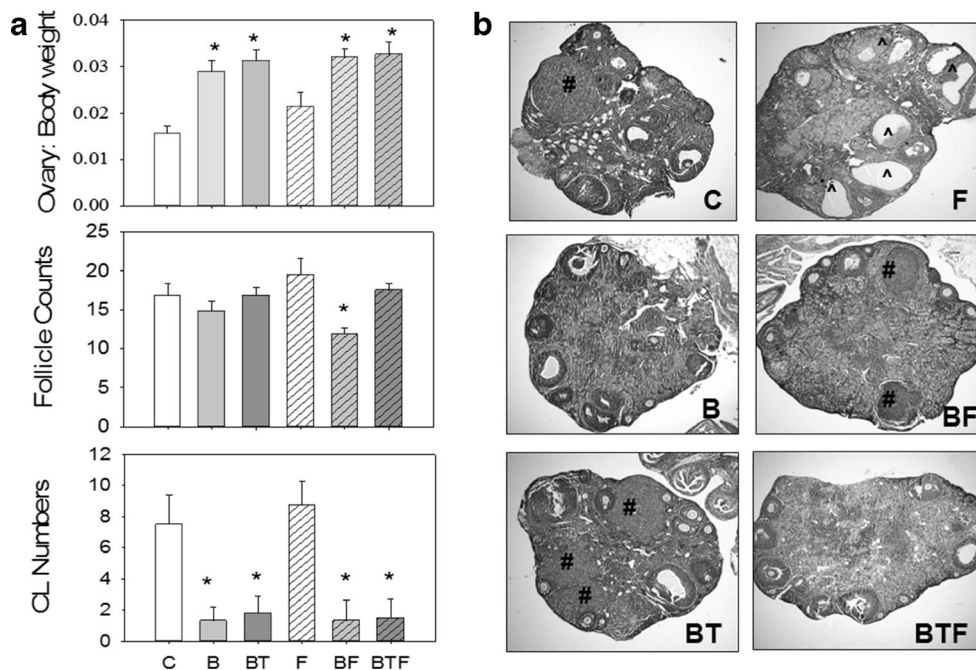 a
b
Ovary: Body weight
0.04
0.03
0.02
0.01
0.00
* * * *
Follicle Counts
25
20
15
10
5
0
*
CL Numbers
12
10
8
6
4
2
0
* * * *
C B BT F BF BTF
#
C
^ ^ ^ ^ ^
F
B
#
#
BF
#
#
#
BT
BTF